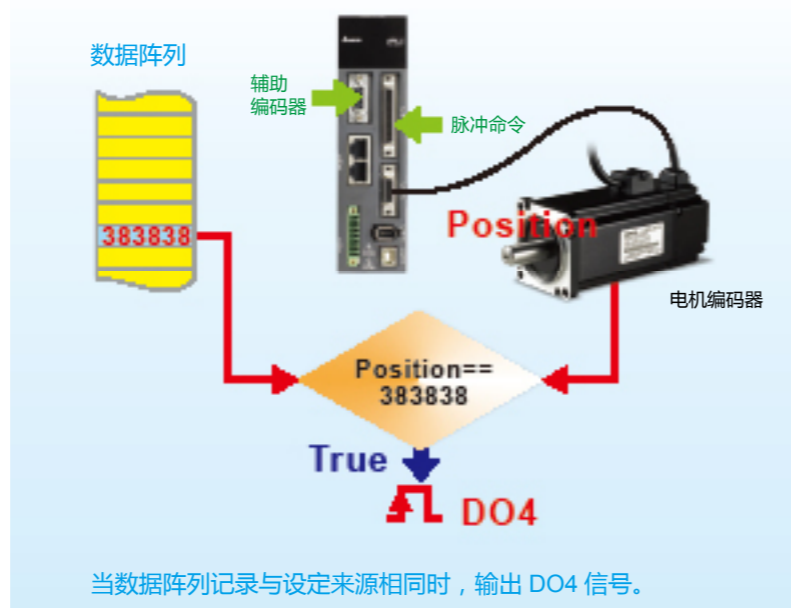 数据阵列
辅助
编码器
脉冲命令
Position
383838
电机编码器
Position==
383838
True
DO4
当数据阵列记录与设定来源相同时，输出 DO4 信号。